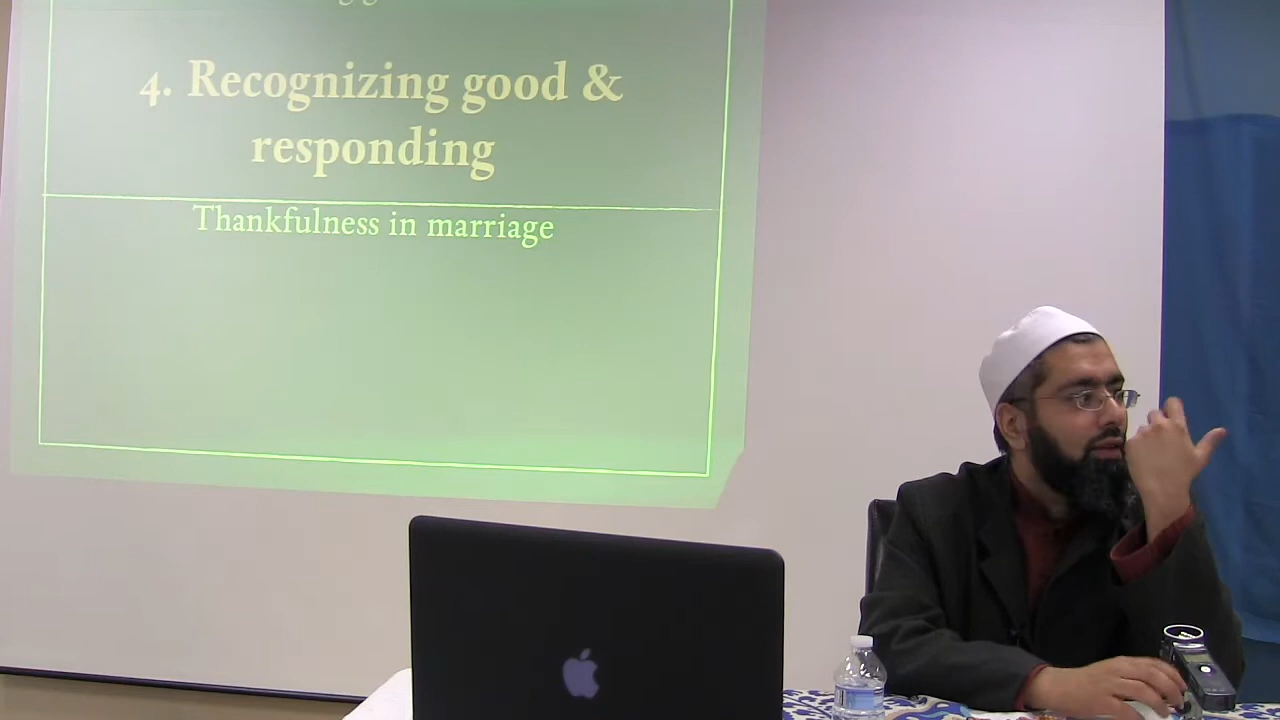 4. Recognizing good &
responding
Thankfulness in marriage